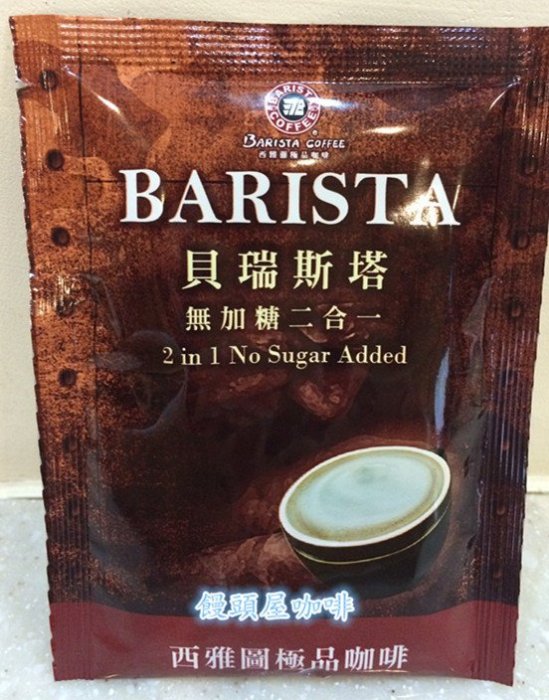 BARISTA
COFFEE
BARISTA COFFEE®
西雅圖極品咖啡
BARISTA
貝瑞斯塔
無加糖二合一
2 in 1 No Sugar Added
饅頭屋咖啡
西雅圖極品咖啡